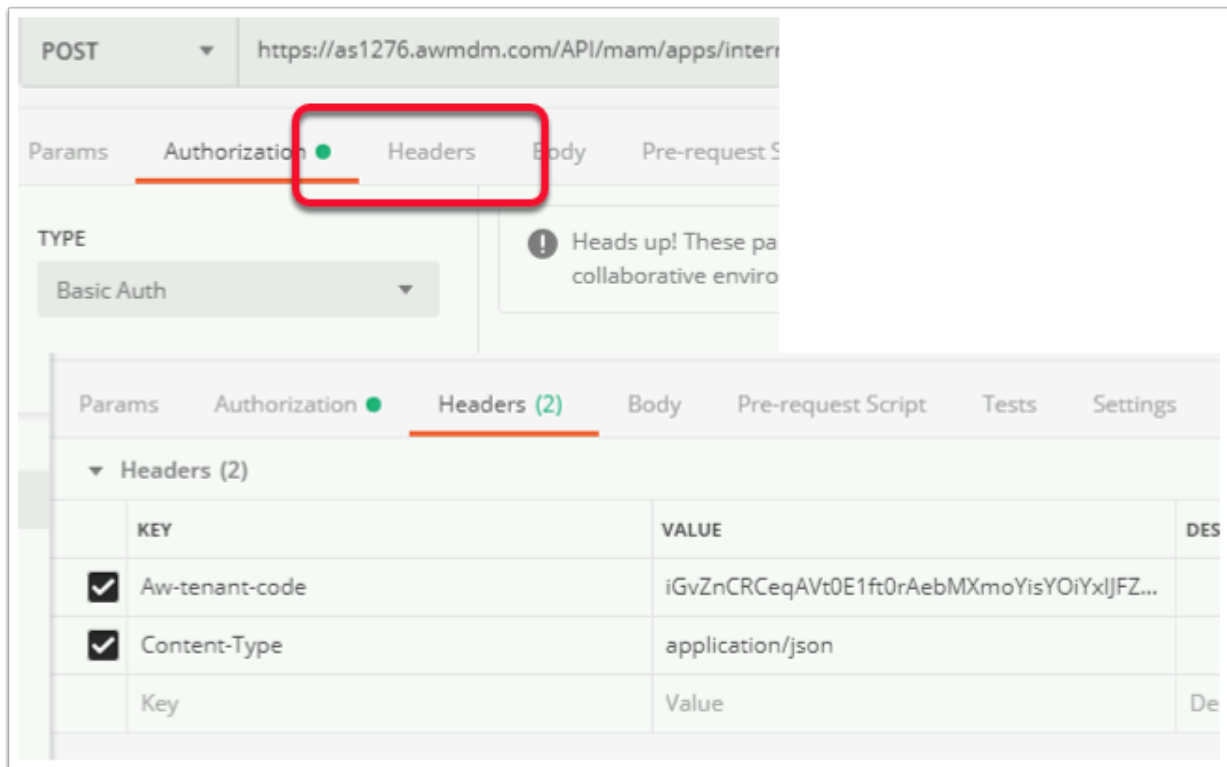 POST https://as1276.awmdm.com/API/mam/apps/inter
Params Authorization Headers Body Pre-request S
TYPE
Heads up! These pa
Basic Auth
collaborative enviro
Params Authorization Headers (2) Body Pre-request Script Tests Settings
Headers (2)
KEY VALUE DES
Aw-tenant-code iGvZnCRCeqAVt0E1ft0rAebMXmoYisYOiYxIJFZ...
Content-Type application/json
Key Value De